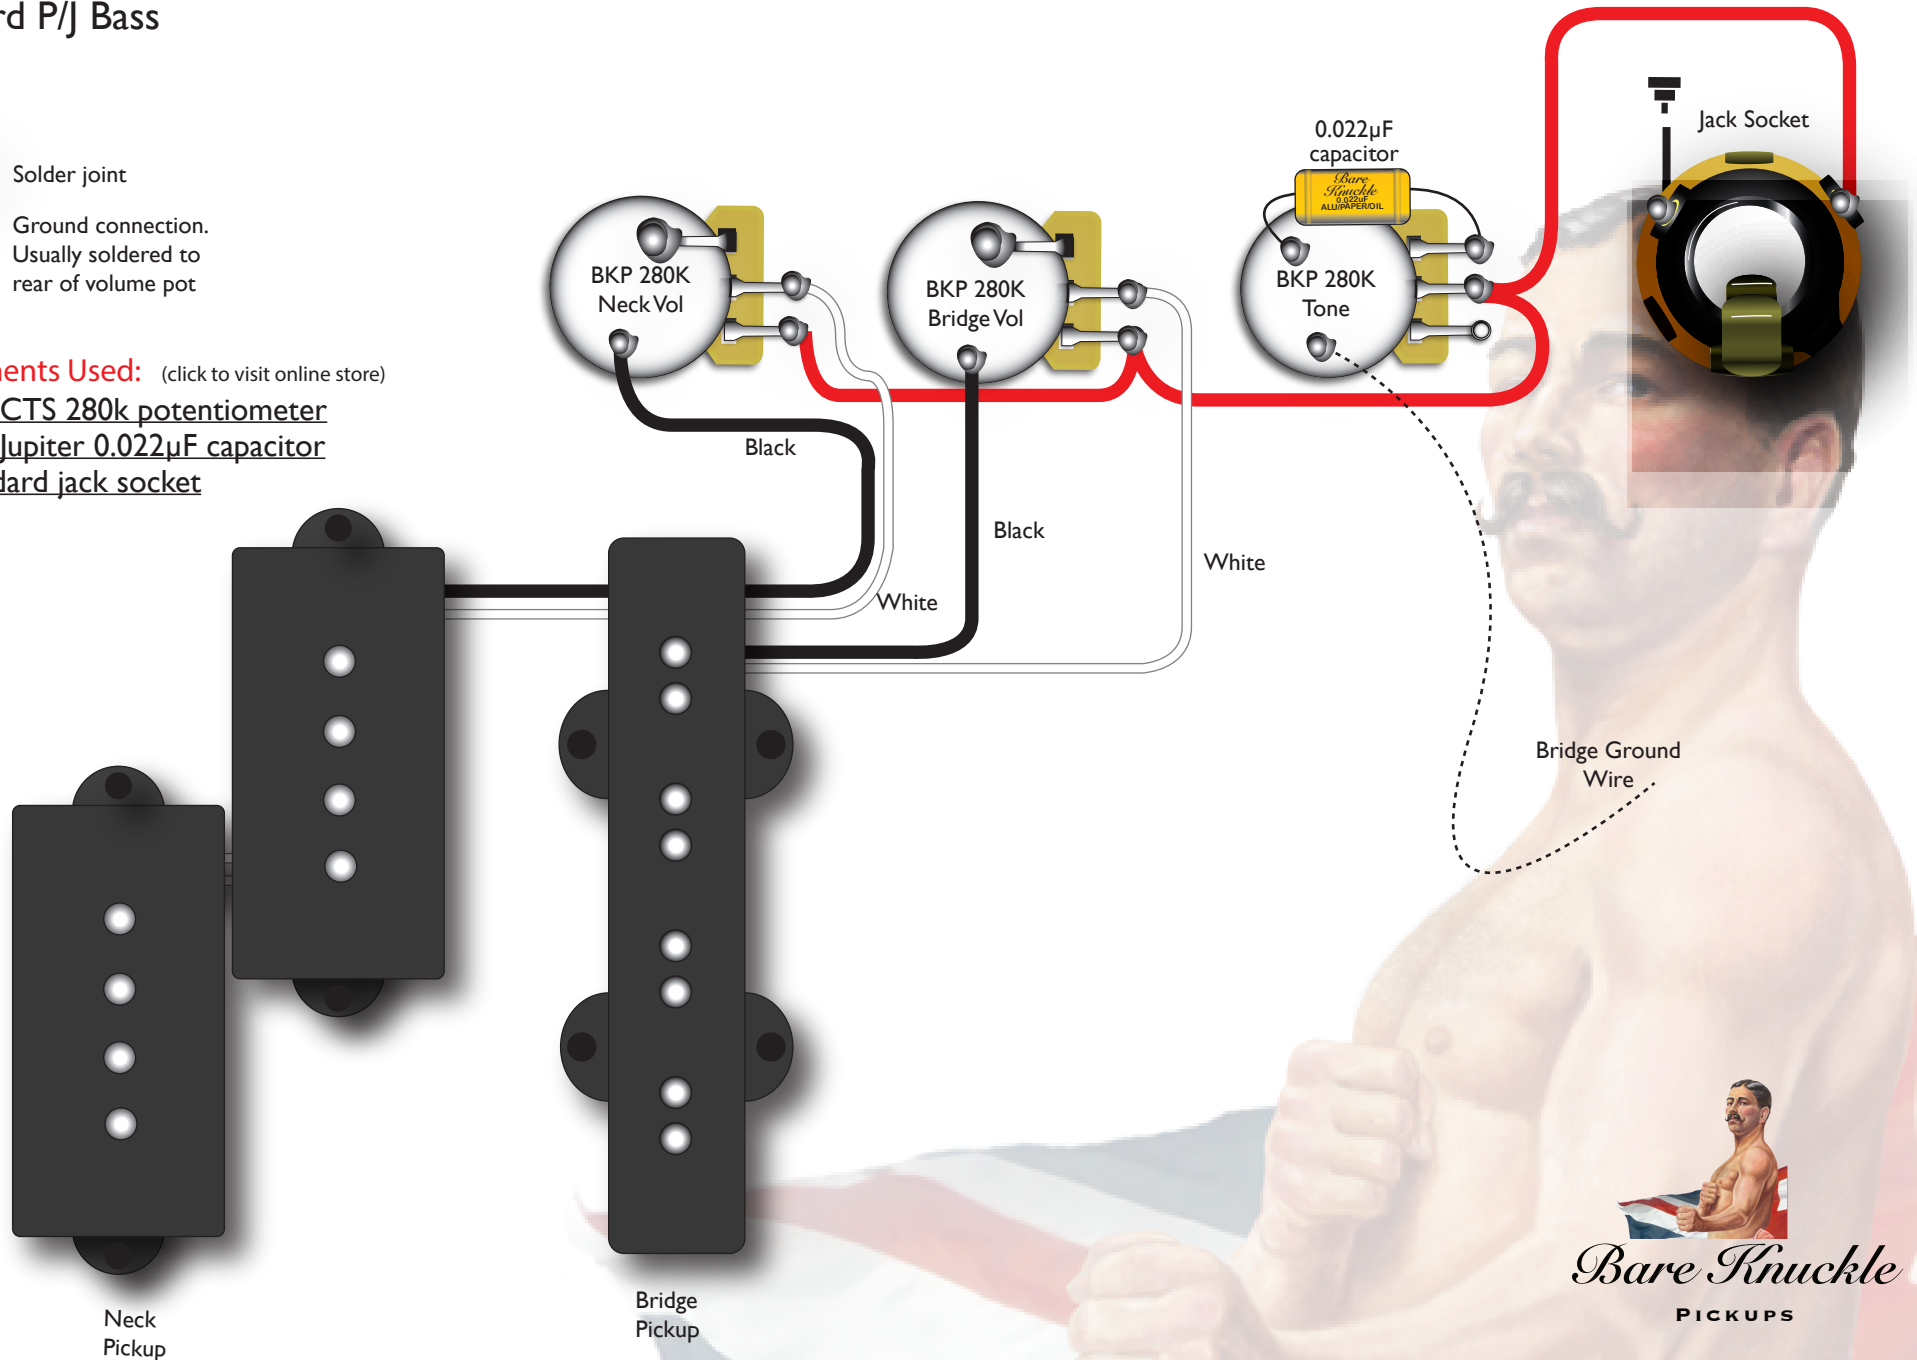 rd P/J Bass
Solder joint
Ground connection.
Usually soldered to
rear of volume pot
nents Used: (click to visit online store)
CTS 280k potentiometer
Jupiter 0.022µF capacitor
dard jack socket
BKP 280K
Neck Vol
BKP 280K
Bridge Vol
0.022µF
capacitor
Bare
Knuckle
0.022uF
ALU/PAPER/OIL
BKP 280K
Tone
Jack Socket
Black
White
Black
White
Bridge Ground
Wire
Neck
Pickup
Bridge
Pickup
Bare Knuckle
PICKUPS